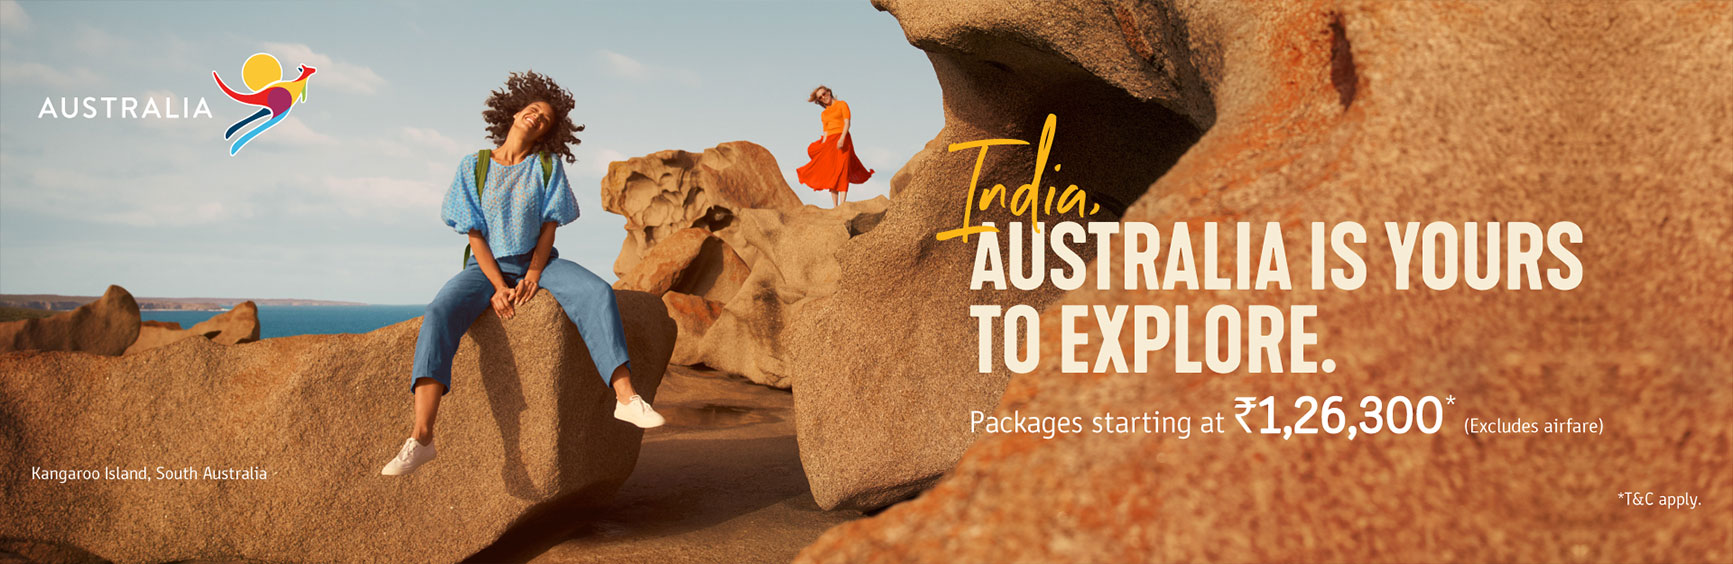 AUSTRALIA
India,
AUSTRALIA IS YOURS
TO EXPLORE.
Packages starting at ₹1,26,300* (Excludes airfare)
Kangaroo Island, South Australia
*T&C apply.